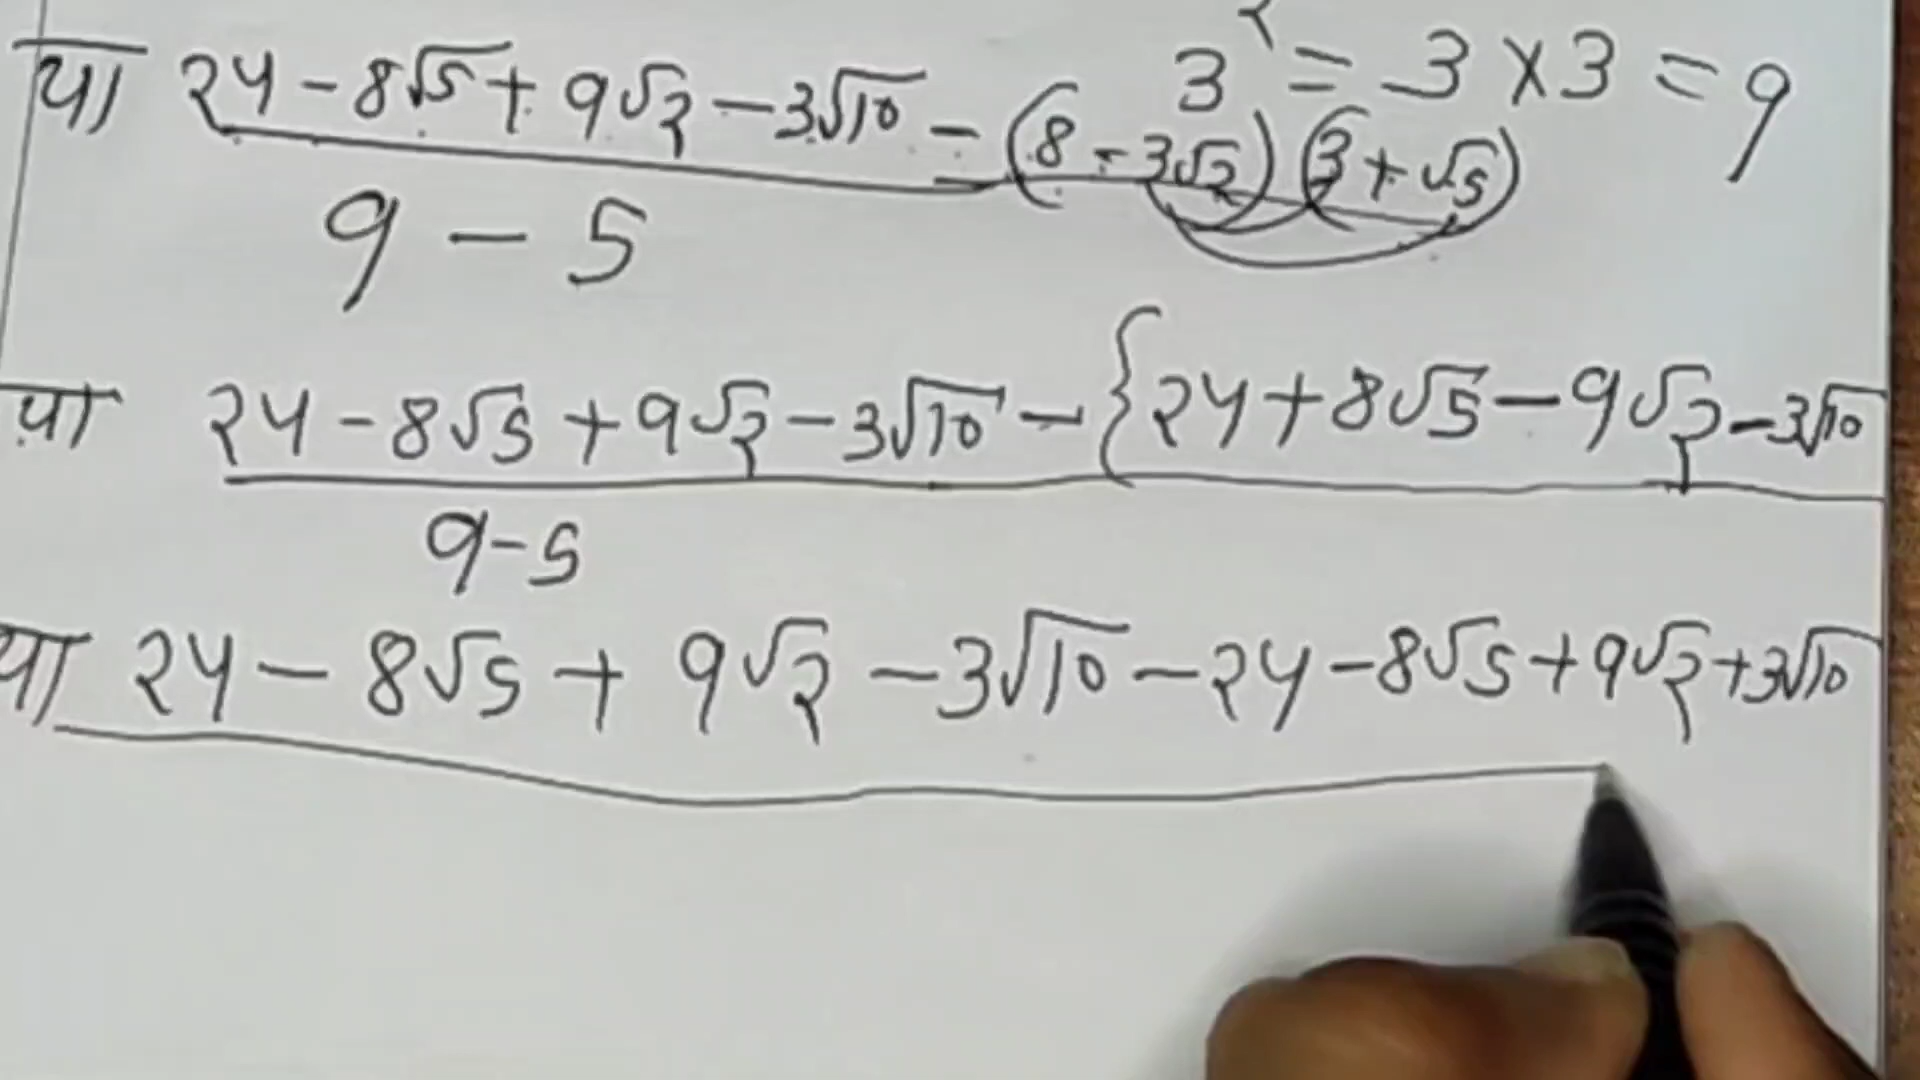 3² = 3 × 3 = 9
या 24 - 8√5 + 9√2 - 3√10 - (8 - 3√2) (3 + √5)
9 - 5
या 24 - 8√5 + 9√2 - 3√10 - { 24 + 8√5 - 9√2 - 3√10
9 - 5
या 24 - 8√5 + 9√2 - 3√10 - 24 - 8√5 + 9√2 + 3√10